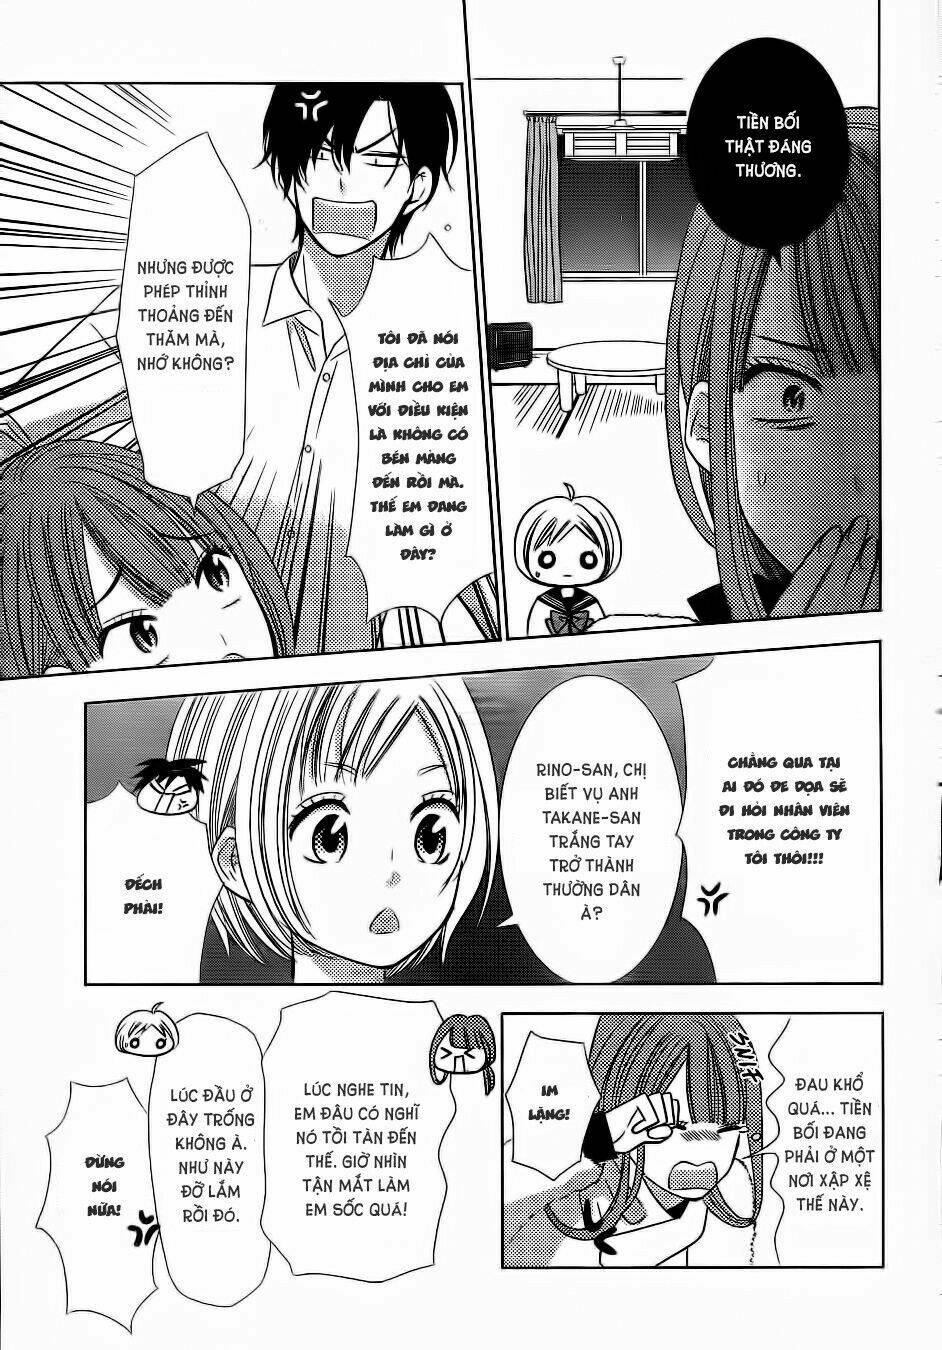 TIỀN BỐI
THẬT ĐÁNG
THƯƠNG.
TÔI ĐÃ NÓI
ĐỊA CHỈ CỦA
MÌNH CHO EM
VỚI ĐIỀU KIỆN
LÀ KHÔNG CÓ
BÉN MẢNG
ĐẾN RỒI MÀ.
THẾ EM ĐANG
LÀM GÌ Ở
ĐÂY?
NHƯNG ĐƯỢC
PHÉP THỈNH
THOẢNG ĐẾN
THĂM MÀ,
NHỚ KHÔNG?
CHẲNG QUA TẠI
AI ĐÓ ĐE DỌA SẼ
ĐI HỎI NHÂN VIÊN
TRONG CÔNG TY
TÔI THÔI!!!
RINO-SAN, CHỊ
BIẾT VỤ ANH
TAKANE-SAN
TRẮNG TAY
TRỞ THÀNH
THƯỜNG DÂN
À?
ĐẾCH
PHẢI!
ĐAU KHỔ
QUÁ... TIỀN
BỐI ĐANG
PHẢI Ở MỘT
NƠI XẬP XỆ
THẾ NÀY.
IM
LẶNG!
LÚC NGHE TIN,
EM ĐÂU CÓ NGHĨ
NÓ TỒI TÀN ĐẾN
THẾ. GIỜ NHÌN
TẬN MẮT LÀM
EM SỐC QUÁ!
LÚC ĐẦU Ở
ĐÂY TRỐNG
KHÔNG À.
NHƯ NÀY
ĐỠ LẮM
RỒI ĐÓ.
ĐỪNG
NÓI
NỮA!